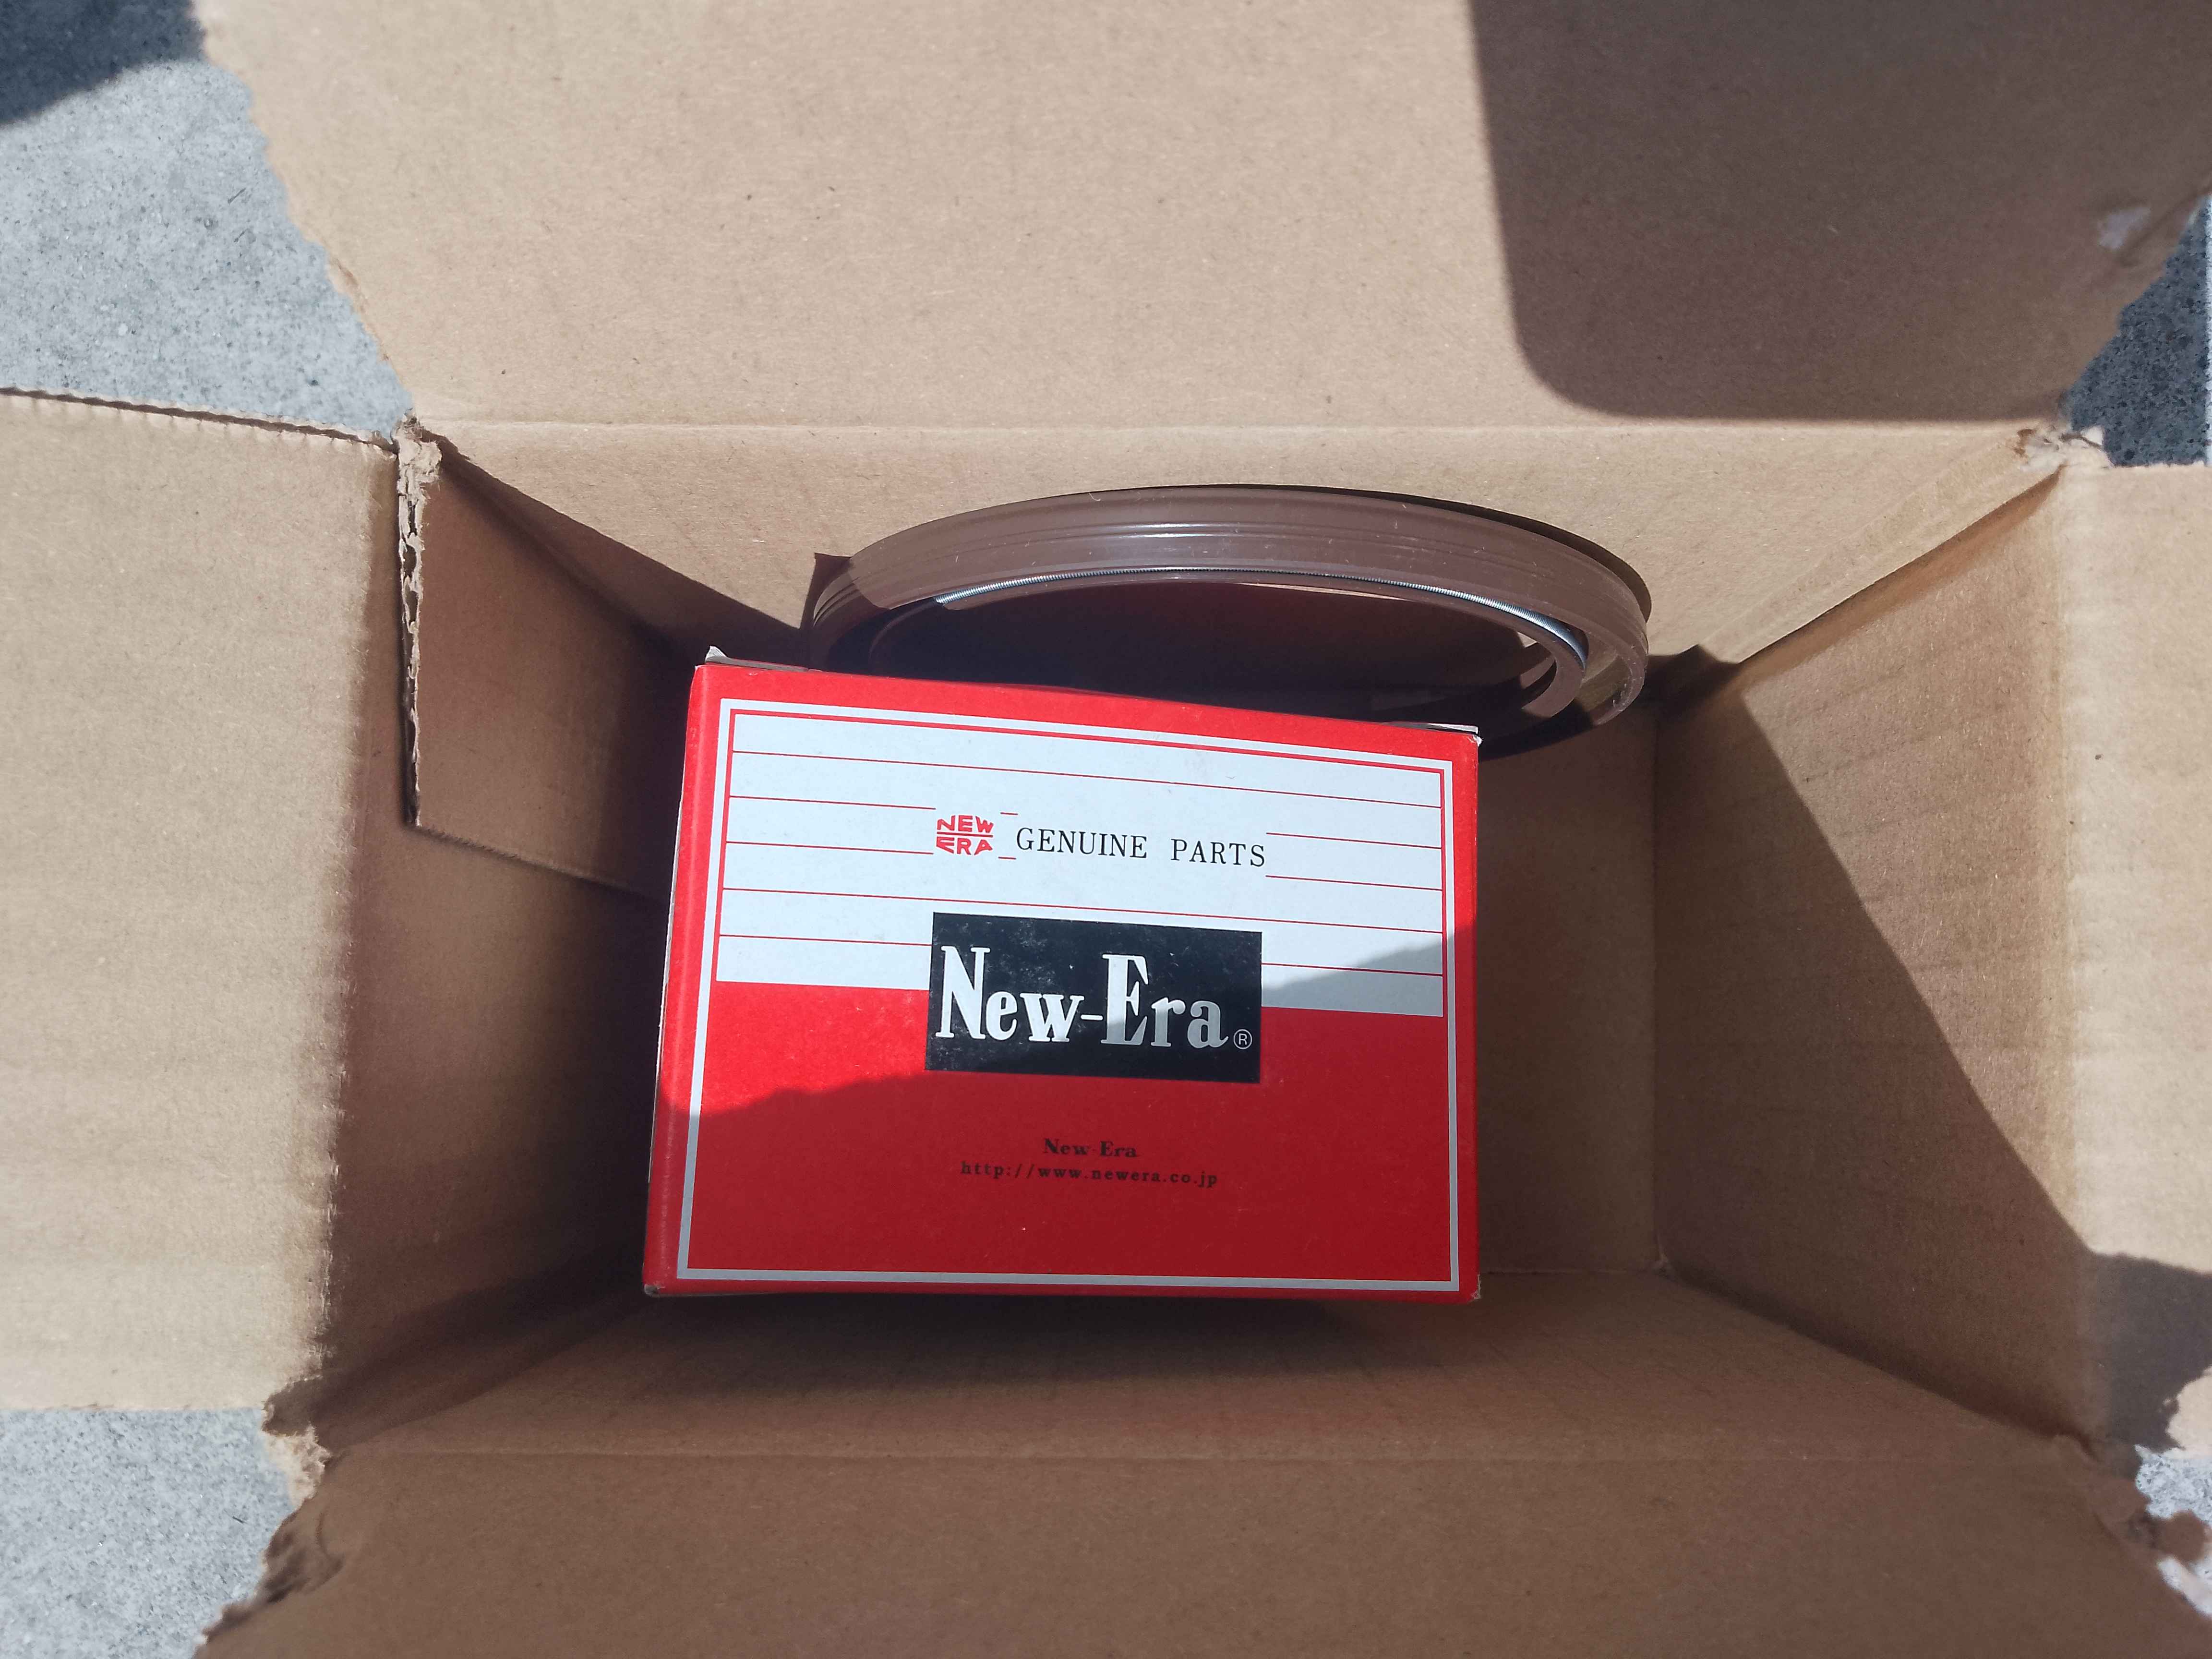 NEW
ERA
GENUINE PARTS
New-Era®
New-Era
http://www.newera.co.jp